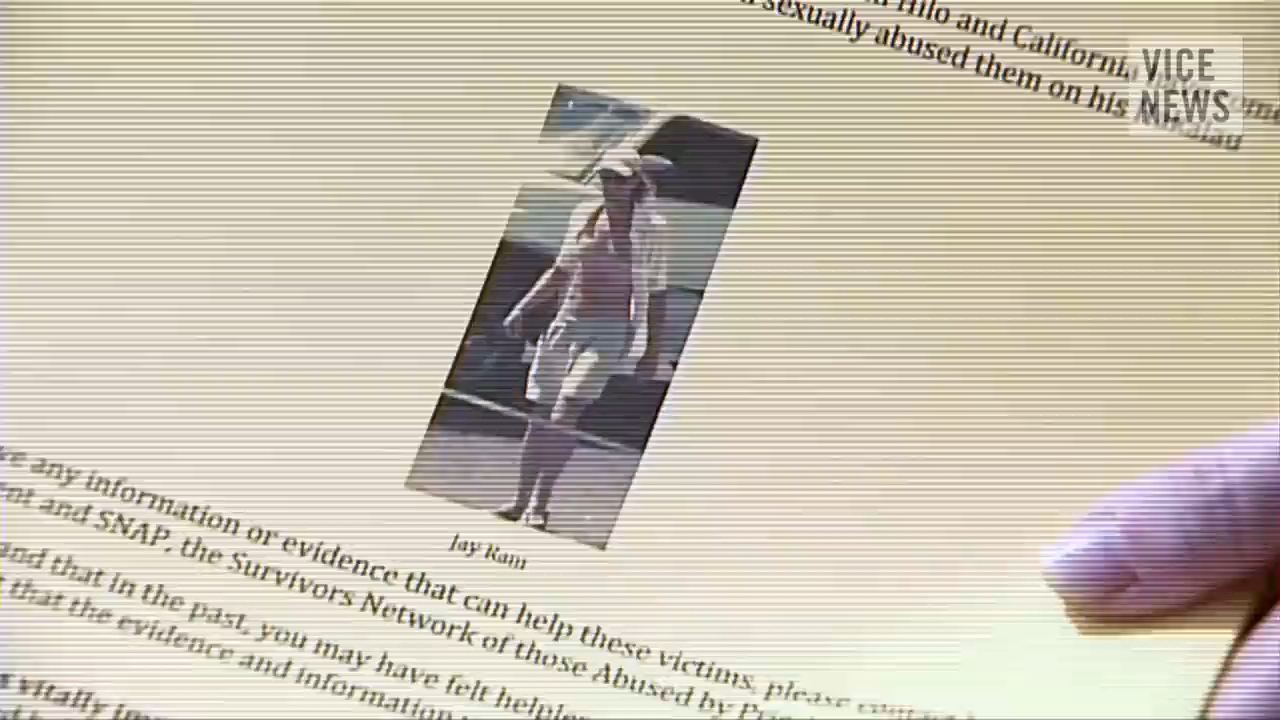 Hilo and California
sexually abused them on his
VICE
NEWS
Jay Ram
any information or evidence that can help these victims, please contact
and SNAP, the Survivors Network of those Abused by
and that in the past, you may have felt
that the evidence and information
vitally